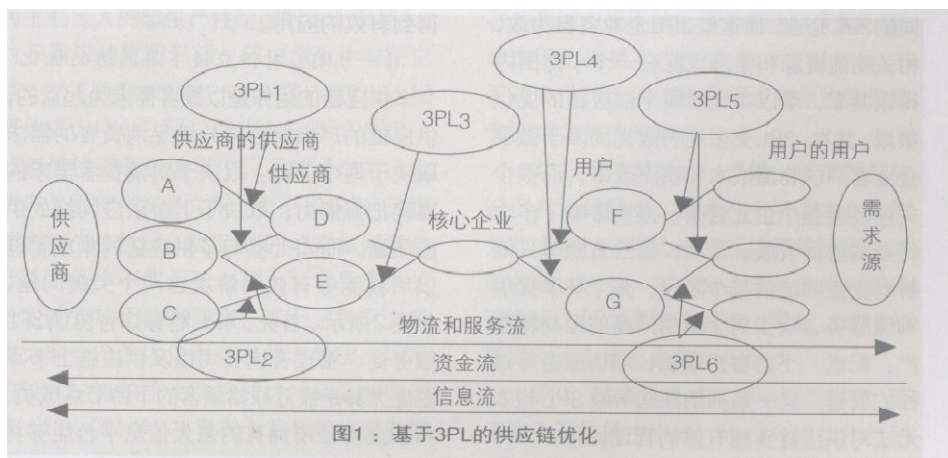 3PL4
3PL1
3PL5
3PL3
供应商的供应商
供应商
用户
用户的用户
A
D
核心企业
F
供应商
B
需求源
E
C
G
物流和服务流
3PL2
资金流
3PL6
信息流
图1：基于3PL的供应链优化